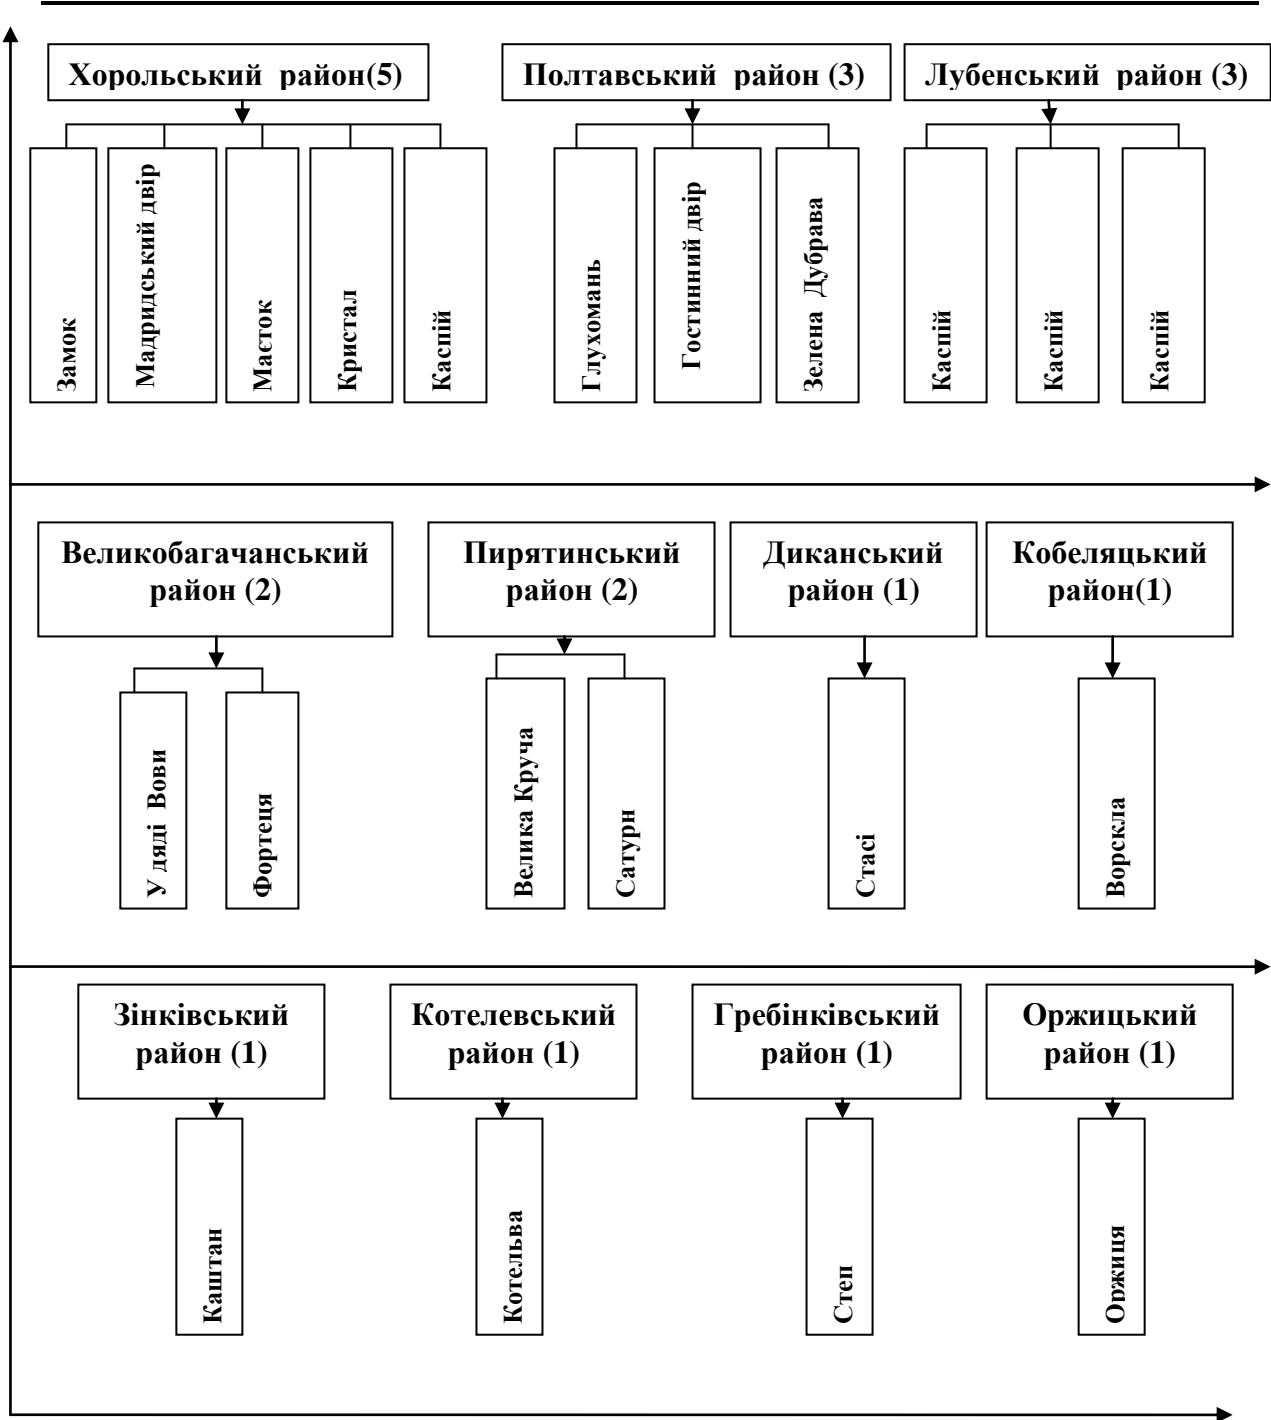 Хорольський район(5)
Полтавський район (3)
Лубенський район (3)
Замок
Мадридський двір
Маєток
Кристал
Каспій
Глухомань
Гостинний двір
Зелена Дубрава
Каспій
Каспій
Каспій
Великобагачанський
район (2)
Пирятинський
район (2)
Диканський
район (1)
Кобеляцький
район(1)
У дяді Вови
Фортеця
Велика Круча
Сатурн
Стасі
Ворскла
Зінківський
район (1)
Котелевський
район (1)
Гребінківський
район (1)
Оржицький
район (1)
Каштан
Котельва
Степ
Оржиця